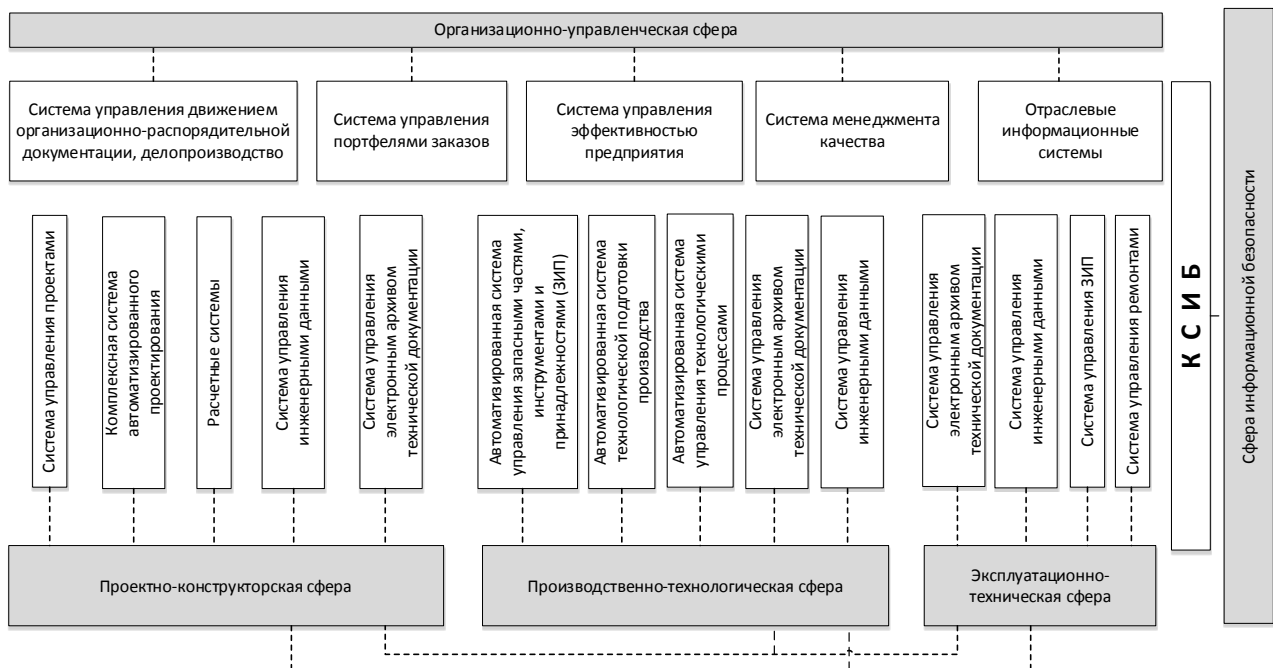 Организационно-управленческая сфера
Система управления движением
организационно-распорядительной
документации, делопроизводство
Система управления
портфелями заказов
Система управления
эффективностью
предприятия
Система менеджмента
качества
Отраслевые
информационные
системы
Система управления проектами
Комплексная система
автоматизированного
проектирования
Расчетные системы
Система управления
инженерными данными
Система управления
электронным архивом
технической документации
Автоматизированная система
управления запасными частями,
инструментами и
принадлежностями (ЗИП)
Автоматизированная система
технологической подготовки
производства
Автоматизированная система
управления технологическими
процессами
Система управления
электронным архивом
технической документации
Система управления
инженерными данными
Система управления
электронным архивом
технической документации
Система управления
инженерными данными
Система управления ЗИП
Система управления ремонтами
К С И Б
Сфера информационной безопасности
Проектно-конструкторская сфера
Производственно-технологическая сфера
Эксплуатационно-
техническая сфера